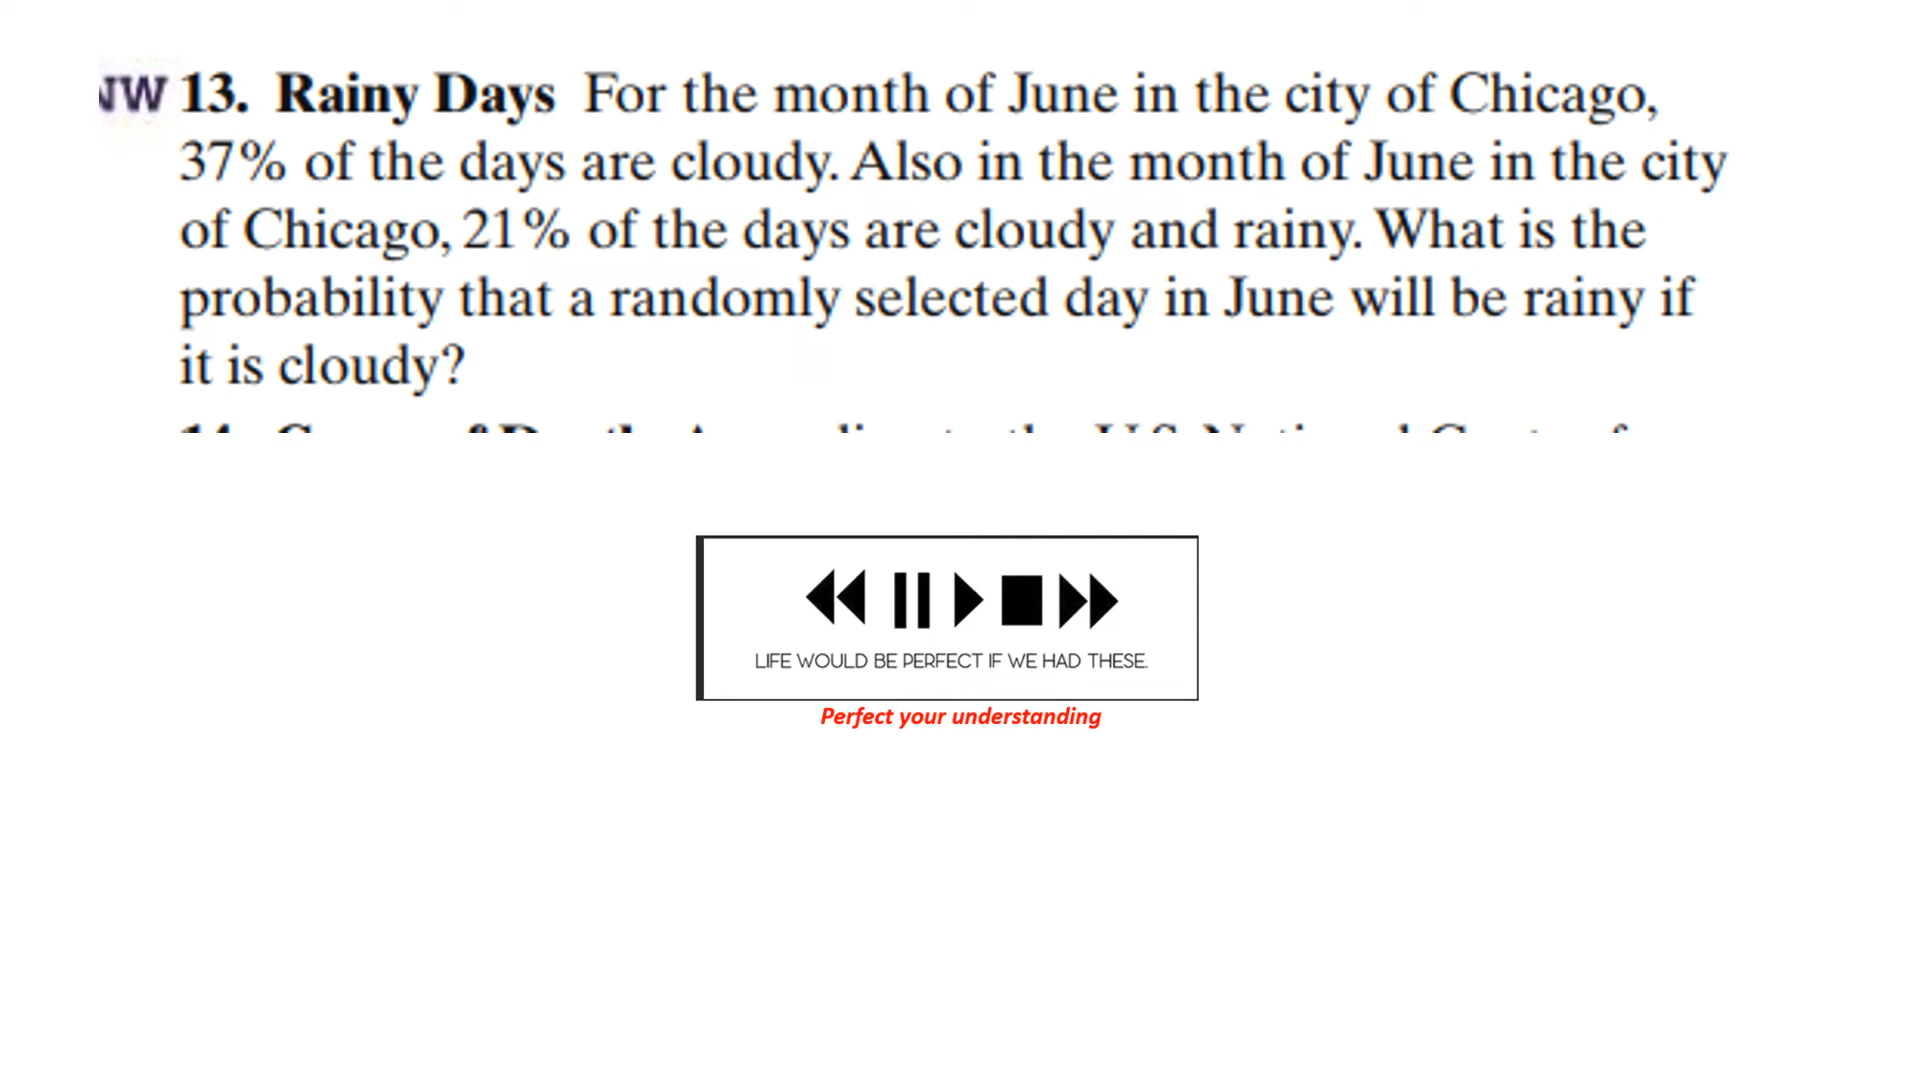 NW 13. Rainy Days For the month of June in the city of Chicago,
37% of the days are cloudy. Also in the month of June in the city
of Chicago, 21% of the days are cloudy and rainy. What is the
probability that a randomly selected day in June will be rainy if
it is cloudy?
LIFE WOULD BE PERFECT IF WE HAD THESE.
Perfect your understanding